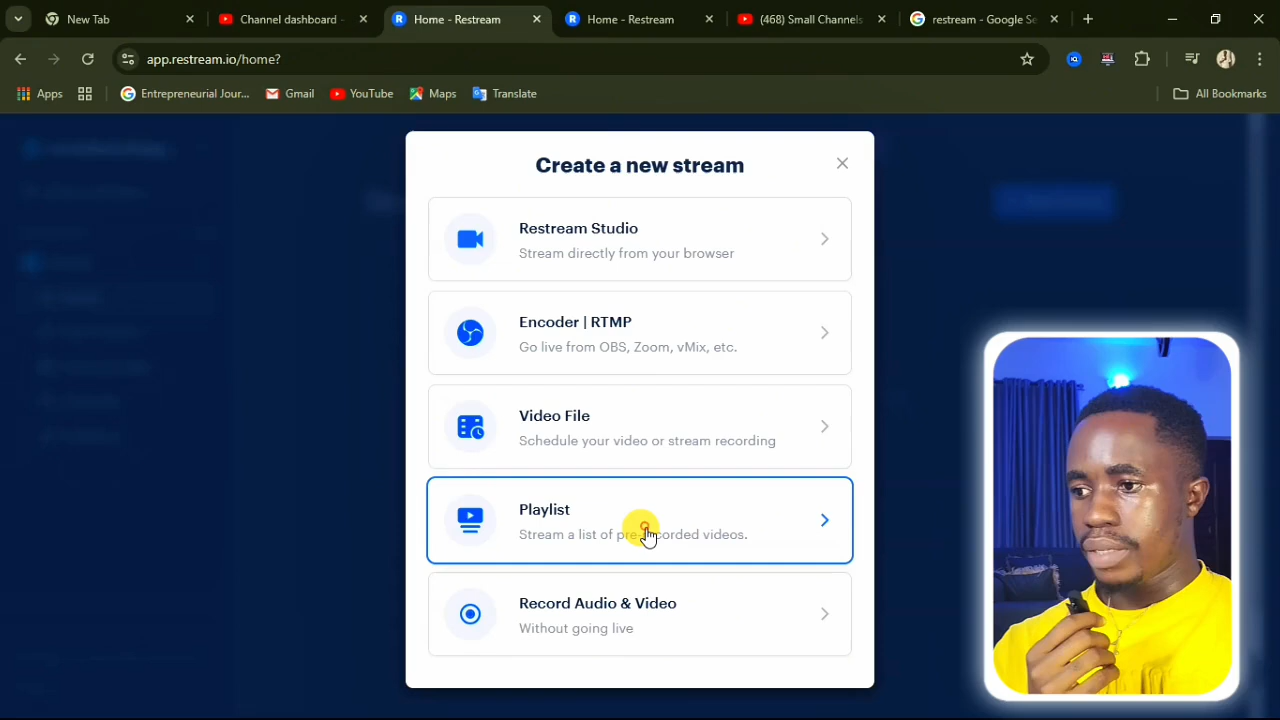 New Tab
Channel dashboard -
Home - Restream
Home - Restream
(468) Small Channels
restream - Google Se
app.restream.io/home?
Apps
Entrepreneurial Jour...
Gmail
YouTube
Maps
Translate
All Bookmarks
Create a new stream
Restream Studio
Stream directly from your browser
Encoder | RTMP
Go live from OBS, Zoom, vMix, etc.
Video File
Schedule your video or stream recording
Playlist
Stream a list of pre-recorded videos.
Record Audio & Video
Without going live